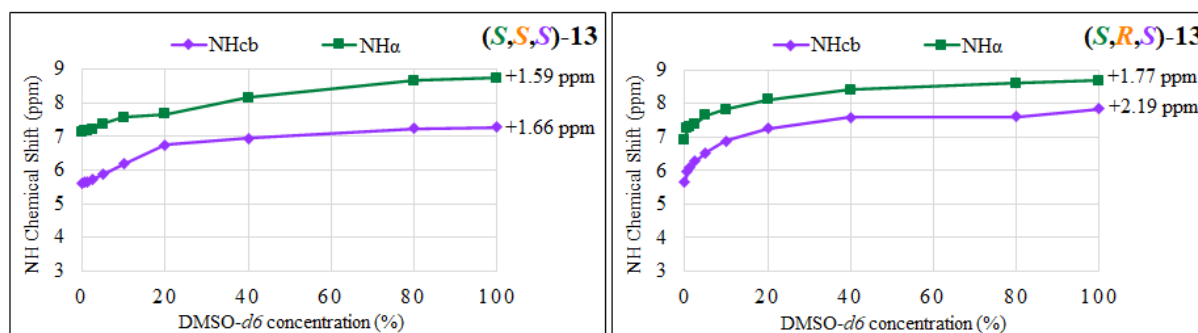 NHcb NHα (S,S,S)-13
NH Chemical Shift (ppm)
9
8
7
6
5
4
3
+1.59 ppm
+1.66 ppm
0 20 40 60 80 100
DMSO-d6 concentration (%)
NHcb NHα (S,R,S)-13
NH Chemical Shift (ppm)
9
8
7
6
5
4
3
+1.77 ppm
+2.19 ppm
0 20 40 60 80 100
DMSO-d6 concentration (%)